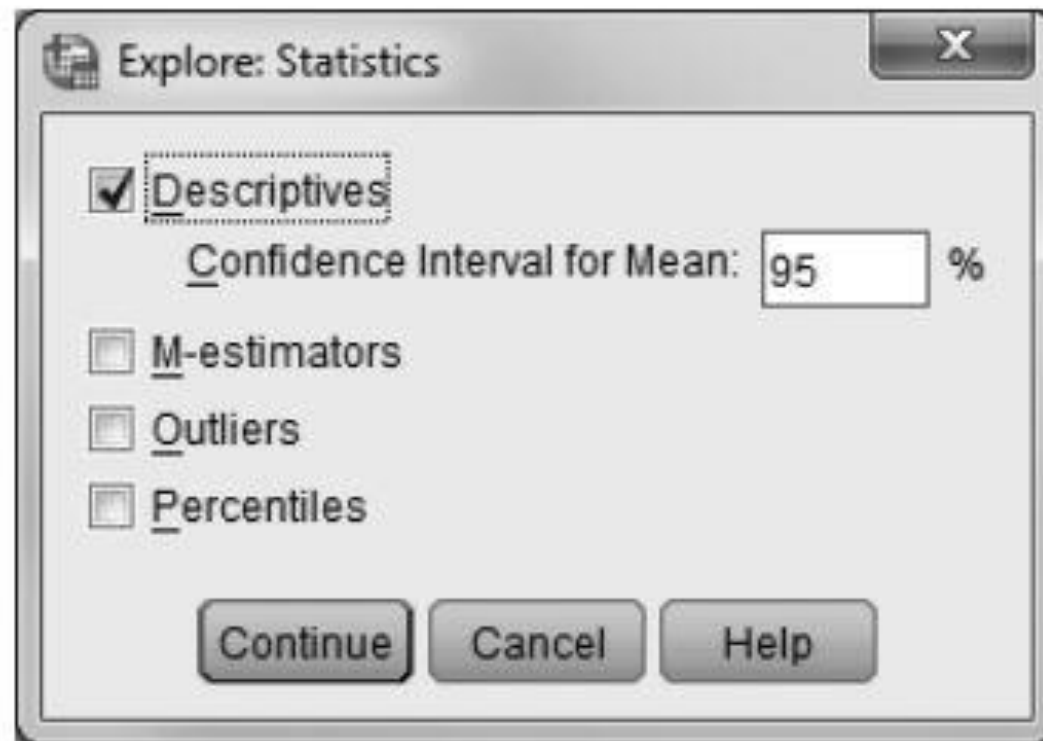 Explore: Statistics
Descriptives
Confidence Interval for Mean: 95 %
M-estimators
Outliers
Percentiles
Continue Cancel Help